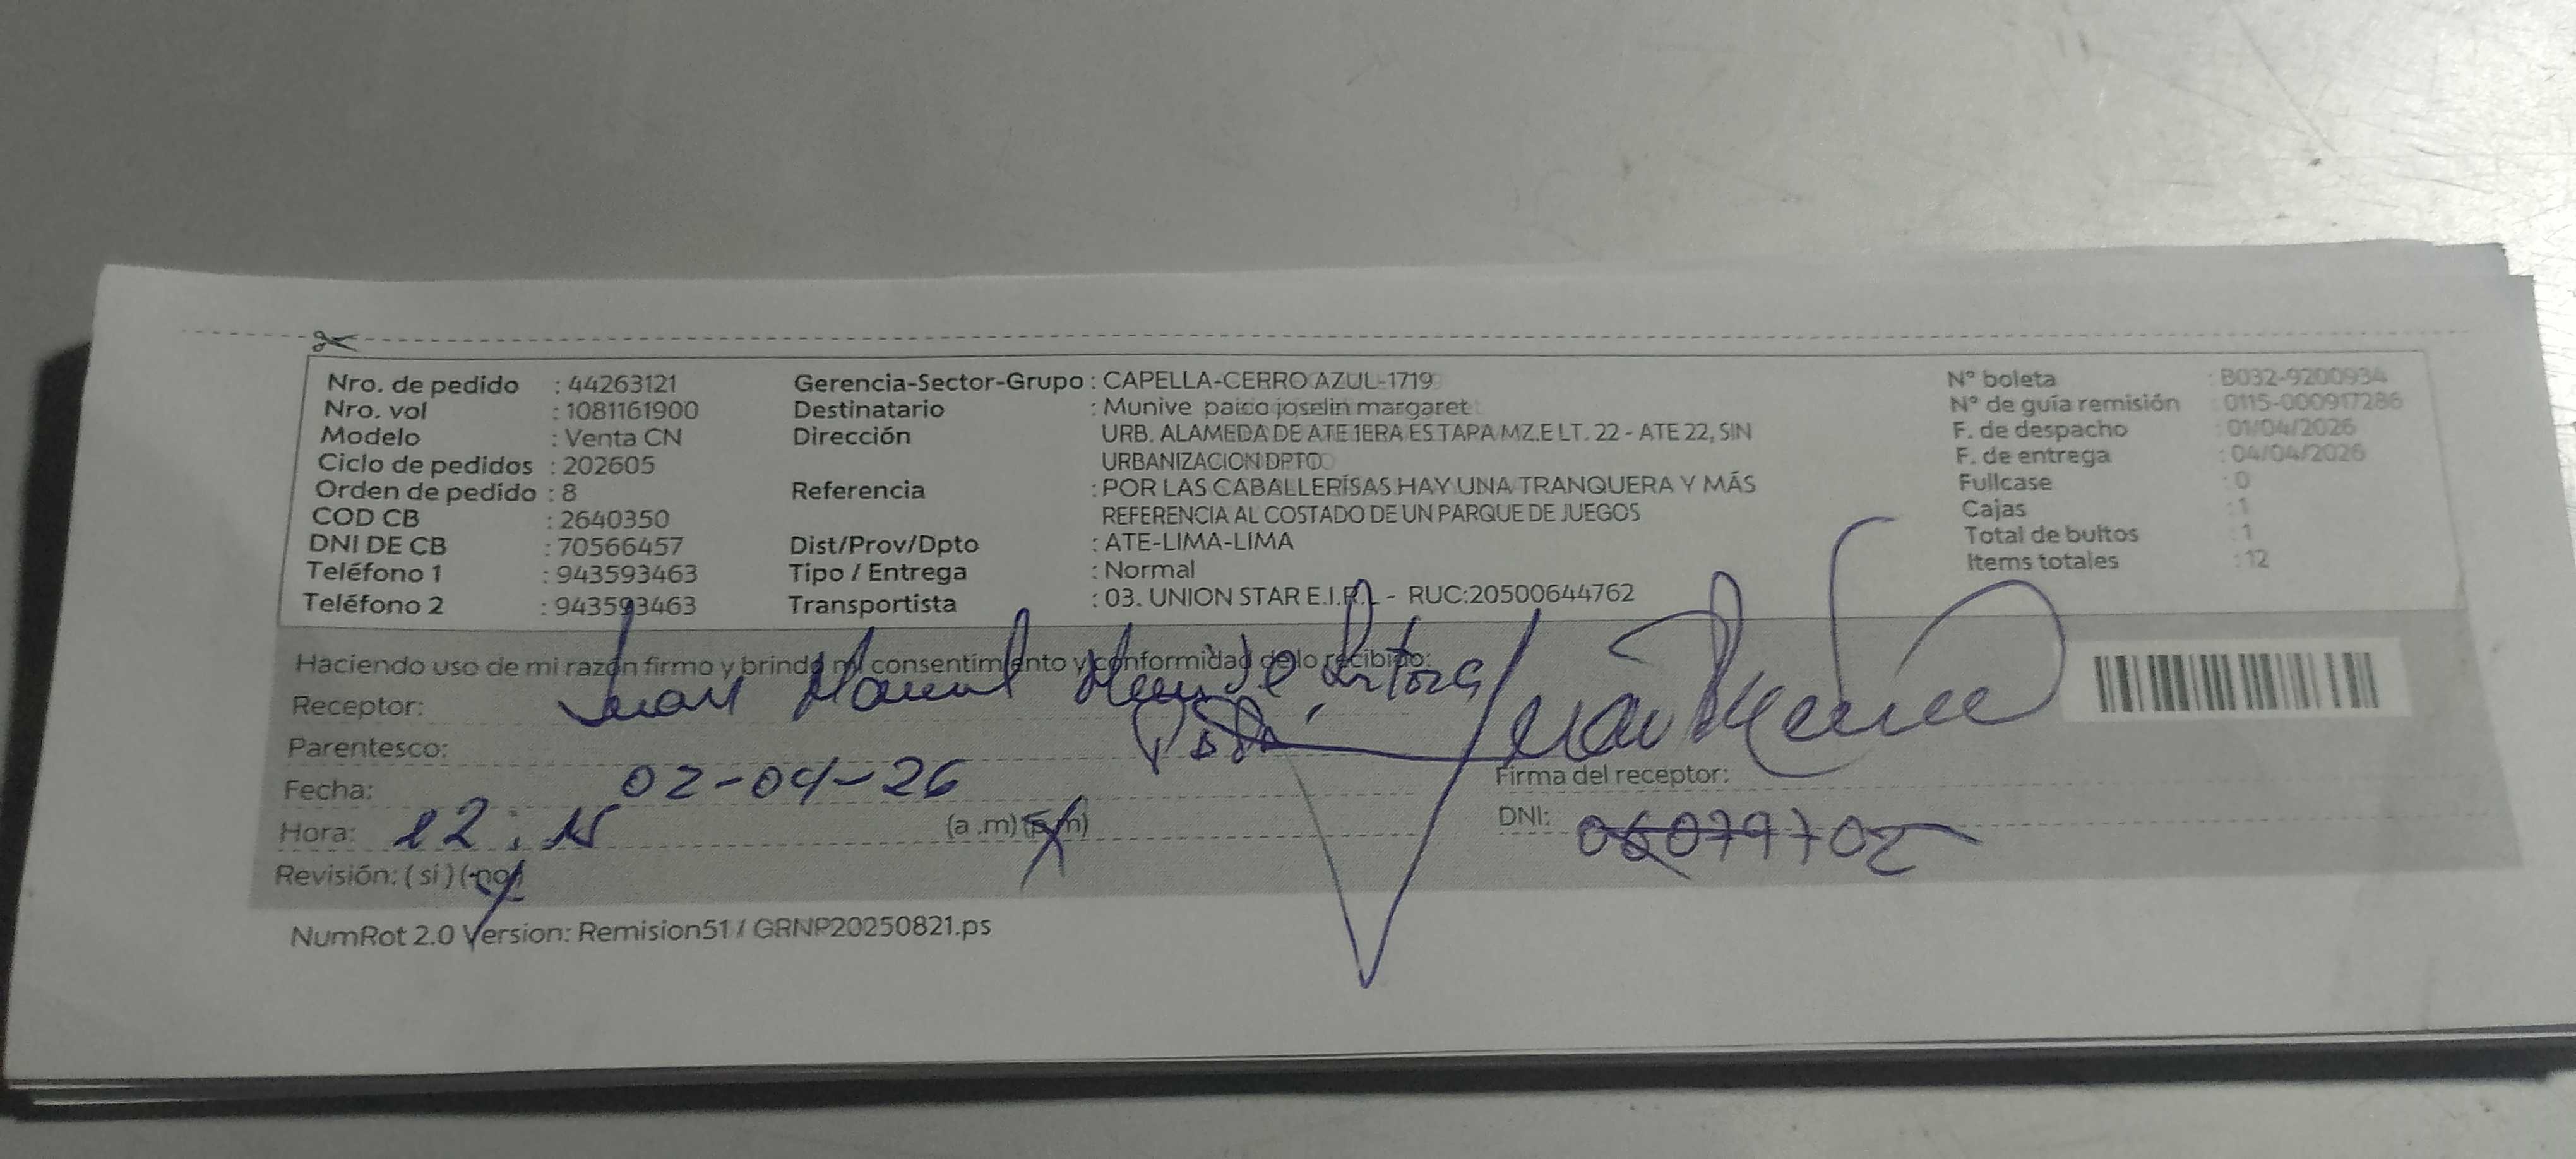 Nro. de pedido : 44263121
Nro. vol : 1081161900
Modelo : Venta CN
Ciclo de pedidos : 202605
Orden de pedido : 8
COD CB : 2640350
DNI DE CB : 70566457
Teléfono 1 : 943593463
Teléfono 2 : 943593463
Gerencia-Sector-Grupo : CAPELLA-CERRO AZUL-1719
Destinatario : Munive paico joselin margaret
Dirección URB. ALAMEDA DE ATE 1ERA ESTAPA MZ.E LT. 22 - ATE 22, SIN
URBANIZACION DPTO
Referencia : POR LAS CABALLERÍSAS HAY UNA TRANQUERA Y MÁS
REFERENCIA AL COSTADO DE UN PARQUE DE JUEGOS
Dist/Prov/Dpto : ATE-LIMA-LIMA
Tipo / Entrega : Normal
Transportista : 03. UNION STAR E.I.R.L - RUC:20500644762
N° boleta : B032-9200934
N° de guía remisión : 0115-000917286
F. de despacho : 01/04/2026
F. de entrega : 04/04/2026
Fullcase : 0
Cajas : 1
Total de bultos : 1
Items totales : 12
Haciendo uso de mi razón firmo y brindo mi consentimiento y conformidad de lo recibido:
Receptor: Juan Manuel
Parentesco:
Fecha: 02-04-26
Hora: 12 : (a .m) (p.m)
Revisión: ( si ) ( no )
Firma del receptor:
DNI: 06079702
NumRot 2.0 Version: Remision51 / GRNP20250821.ps